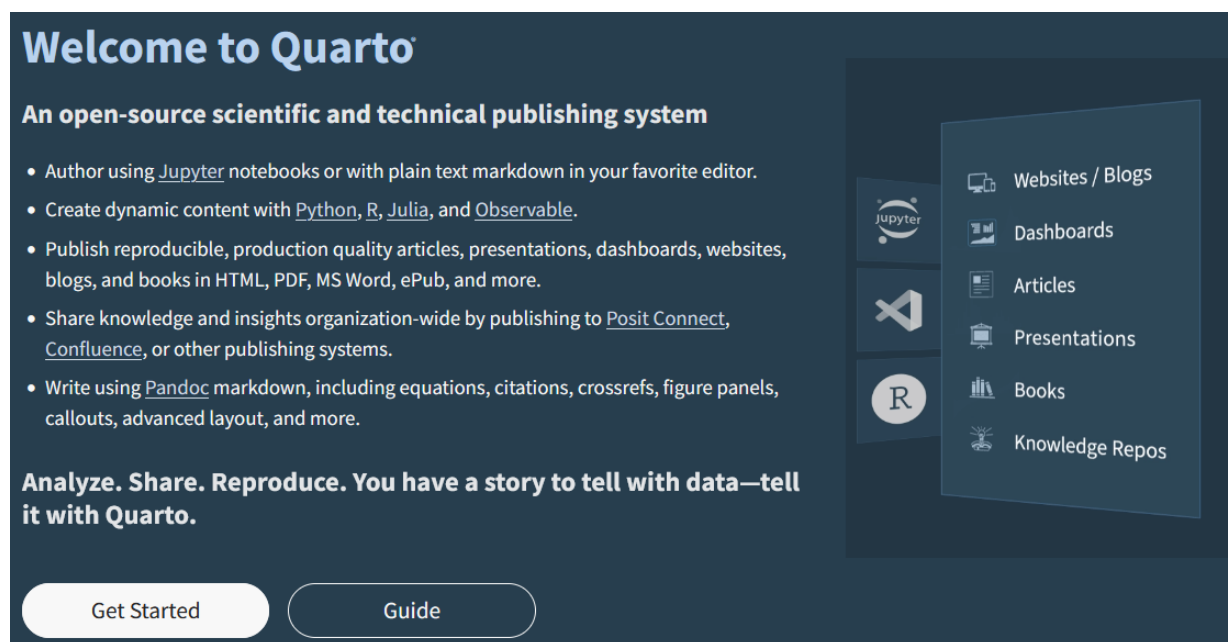 Welcome to Quarto®
An open-source scientific and technical publishing system
• Author using Jupyter notebooks or with plain text markdown in your favorite editor.
• Create dynamic content with Python, R, Julia, and Observable.
• Publish reproducible, production quality articles, presentations, dashboards, websites,
blogs, and books in HTML, PDF, MS Word, ePub, and more.
• Share knowledge and insights organization-wide by publishing to Posit Connect,
Confluence, or other publishing systems.
• Write using Pandoc markdown, including equations, citations, crossrefs, figure panels,
callouts, advanced layout, and more.
Analyze. Share. Reproduce. You have a story to tell with data—tell
it with Quarto.
Get Started
Guide
jupyter
R
Websites / Blogs
Dashboards
Articles
Presentations
Books
Knowledge Repos